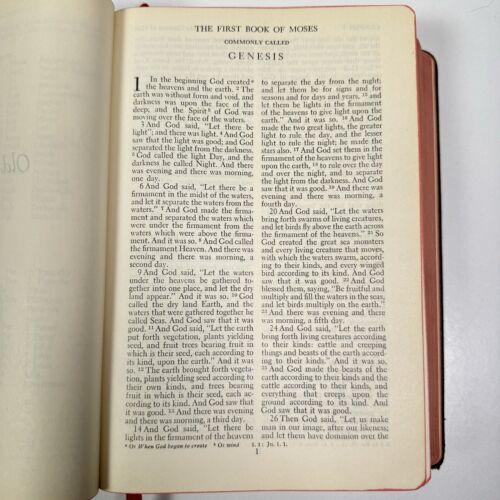 THE FIRST BOOK OF MOSES
COMMONLY CALLED
GENESIS
1 In the beginning God created*
the heavens and the earth. 2 The
earth was without form and void, and
darkness was upon the face of the
deep; and the Spirit* of God was
moving over the face of the waters.
3 And God said, “Let there be
light”; and there was light. 4 And God
saw that the light was good; and God
separated the light from the darkness.
5 God called the light Day, and the
darkness he called Night. And there
was evening and there was morning,
one day.
6 And God said, “Let there be a
firmament in the midst of the waters,
and let it separate the waters from the
waters.” 7 And God made the firma-
ment and separated the waters which
were under the firmament from the
waters which were above the firma-
ment. And it was so. 8 And God called
the firmament Heaven. And there was
evening and there was morning, a
second day.
9 And God said, “Let the waters
under the heavens be gathered to-
gether into one place, and let the dry
land appear.” And it was so. 10 God
called the dry land Earth, and the
waters that were gathered together he
called Seas. And God saw that it was
good. 11 And God said, “Let the earth
put forth vegetation, plants yielding
seed, and fruit trees bearing fruit in
which is their seed, each according to
its kind, upon the earth.” And it was
so. 12 The earth brought forth vegeta-
tion, plants yielding seed according to
their own kinds, and trees bearing
fruit in which is their seed, each ac-
cording to its kind. And God saw that
it was good. 13 And there was evening
and there was morning, a third day.
14 And God said, “Let there be
lights in the firmament of the heavens
to separate the day from the night;
and let them be for signs and for
seasons and for days and years, 15 and
let them be lights in the firmament
of the heavens to give light upon the
earth.” And it was so. 16 And God
made the two great lights, the greater
light to rule the day, and the lesser
light to rule the night; he made the
stars also. 17 And God set them in the
firmament of the heavens to give light
upon the earth, 18 to rule over the day
and over the night, and to separate
the light from the darkness. And God
saw that it was good. 19 And there was
evening and there was morning, a
fourth day.
20 And God said, “Let the waters
bring forth swarms of living creatures,
and let birds fly above the earth across
the firmament of the heavens.” 21 So
God created the great sea monsters
and every living creature that moves,
with which the waters swarm, accord-
ing to their kinds, and every winged
bird according to its kind. And God
saw that it was good. 22 And God
blessed them, saying, “Be fruitful and
multiply and fill the waters in the seas,
and let birds multiply on the earth.”
23 And there was evening and there
was morning, a fifth day.
24 And God said, “Let the earth
bring forth living creatures according
to their kinds: cattle and creeping
things and beasts of the earth accord-
ing to their kinds.” And it was so.
25 And God made the beasts of the
earth according to their kinds and the
cattle according to their kinds, and
everything that creeps upon the
ground according to its kind. And
God saw that it was good.
26 Then God said, “Let us make
man in our image, after our likeness;
and let them have dominion over the
* Or When God began to create * Or wind 1. 1: Jn. 1. 1.
1
Old